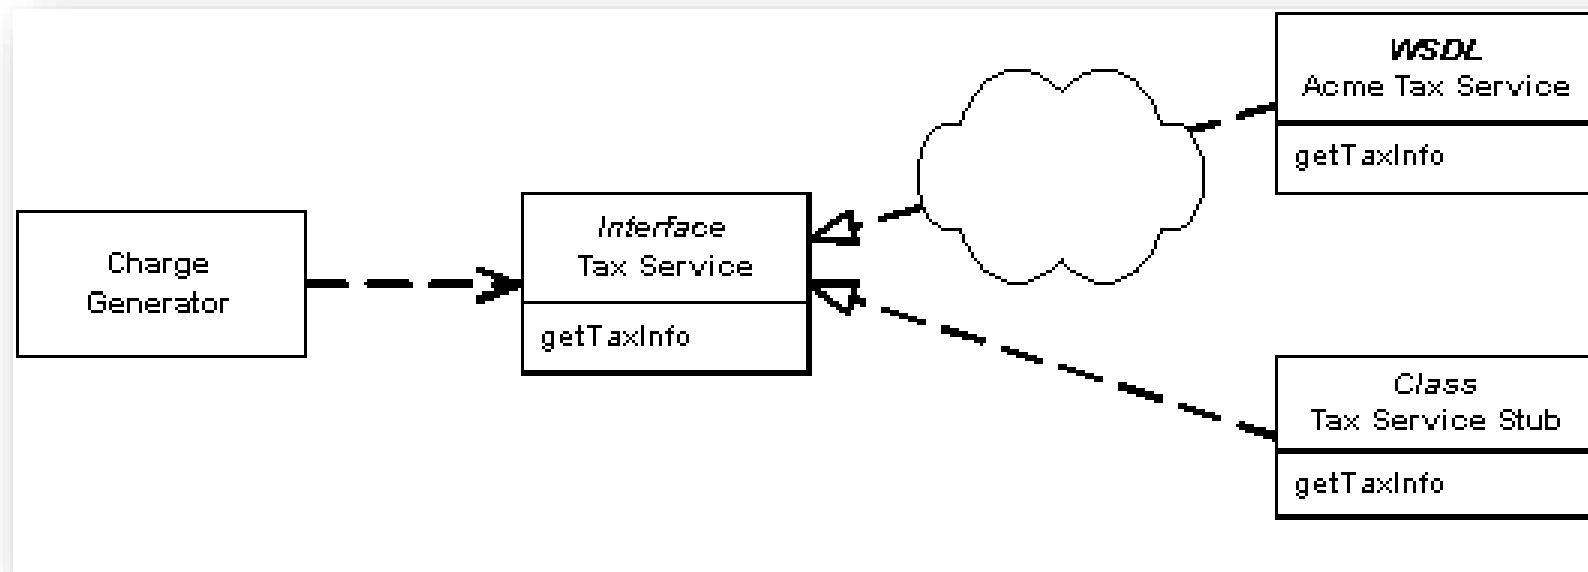 WSDL
Acme Tax Service
getTaxInfo
Interface
Tax Service
getTaxInfo
Charge
Generator
Class
Tax Service Stub
getTaxInfo